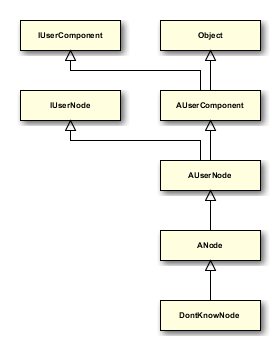 IUserComponent
Object
IUserNode
AUserComponent
AUserNode
ANode
DontKnowNode